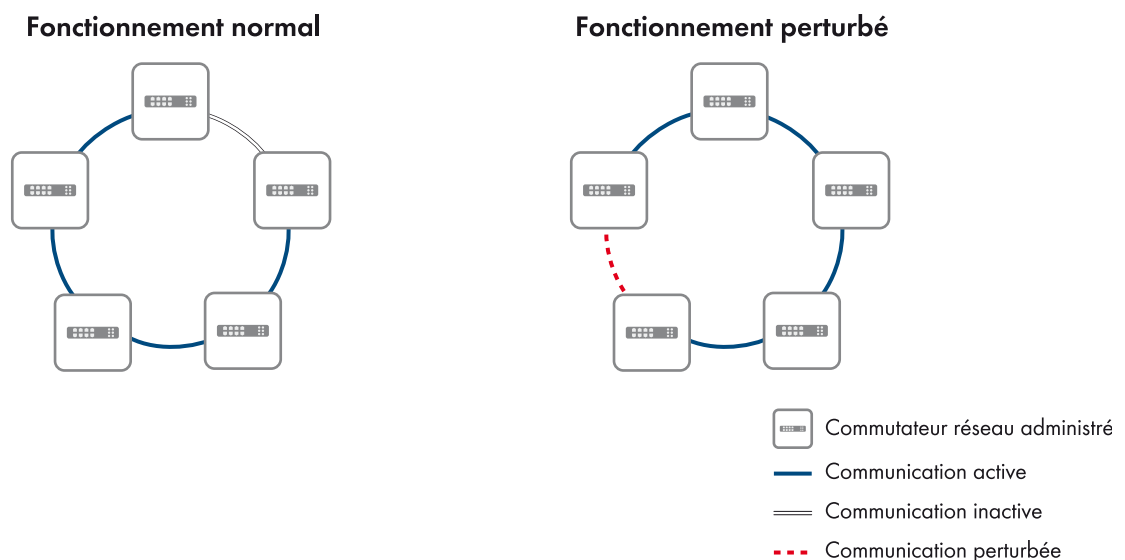 Fonctionnement normal
Fonctionnement perturbé
Commutateur réseau administré
Communication active
Communication inactive
Communication perturbée